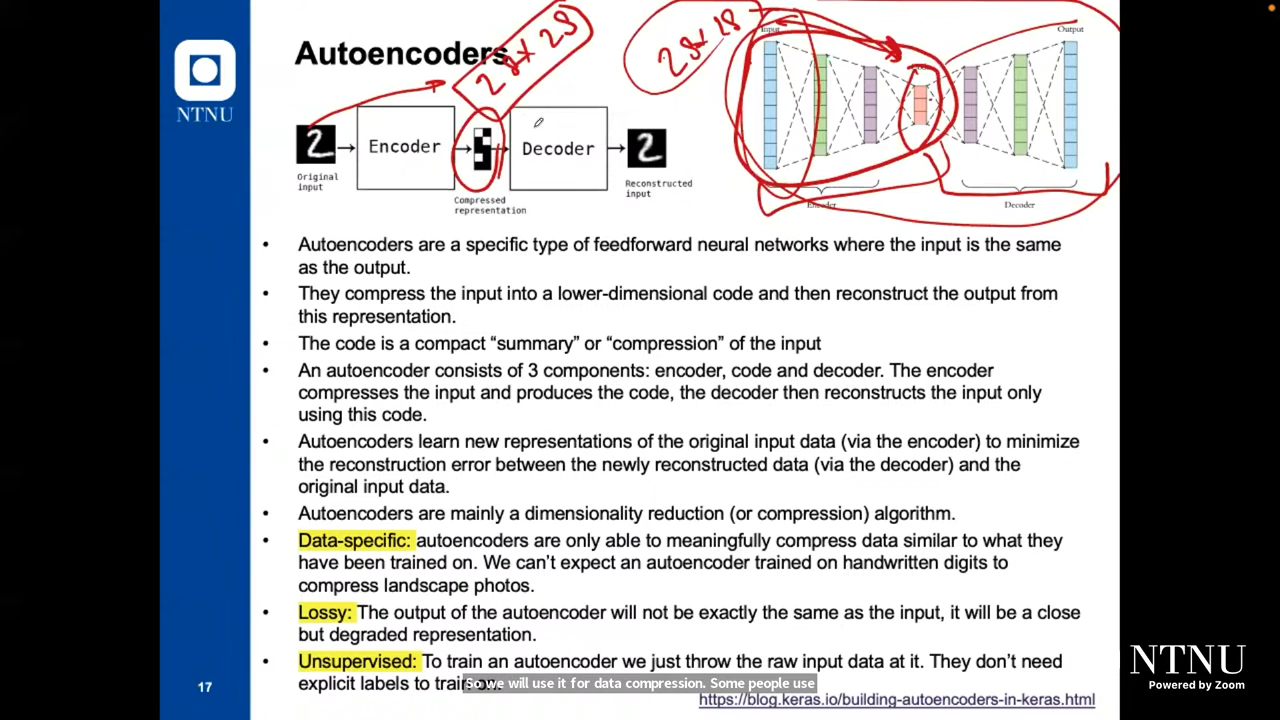 Autoencoders
28 x 28
28 x 28
NTNU
2
Encoder
Decoder
2
Original
input
Compressed
representation
Reconstructed
input
Input
Output
Encoder
Decoder
• Autoencoders are a specific type of feedforward neural networks where the input is the same
as the output.
• They compress the input into a lower-dimensional code and then reconstruct the output from
this representation.
• The code is a compact “summary” or “compression” of the input
• An autoencoder consists of 3 components: encoder, code and decoder. The encoder
compresses the input and produces the code, the decoder then reconstructs the input only
using this code.
• Autoencoders learn new representations of the original input data (via the encoder) to minimize
the reconstruction error between the newly reconstructed data (via the decoder) and the
original input data.
• Autoencoders are mainly a dimensionality reduction (or compression) algorithm.
• Data-specific: autoencoders are only able to meaningfully compress data similar to what they
have been trained on. We can’t expect an autoencoder trained on handwritten digits to
compress landscape photos.
• Lossy: The output of the autoencoder will not be exactly the same as the input, it will be a close
but degraded representation.
• Unsupervised: To train an autoencoder we just throw the raw input data at it. They don’t need
explicit labels to train
So we will use it for data compression. Some people use
17
https://blog.keras.io/building-autoencoders-in-keras.html
NTNU
Powered by Zoom